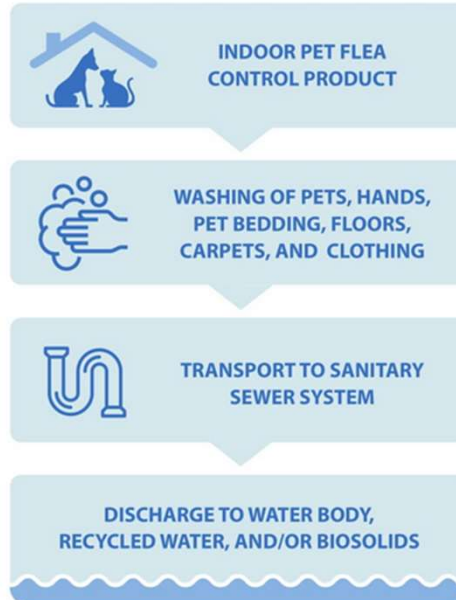 INDOOR PET FLEA
CONTROL PRODUCT
WASHING OF PETS, HANDS,
PET BEDDING, FLOORS,
CARPETS, AND CLOTHING
TRANSPORT TO SANITARY
SEWER SYSTEM
DISCHARGE TO WATER BODY,
RECYCLED WATER, AND/OR BIOSOLIDS